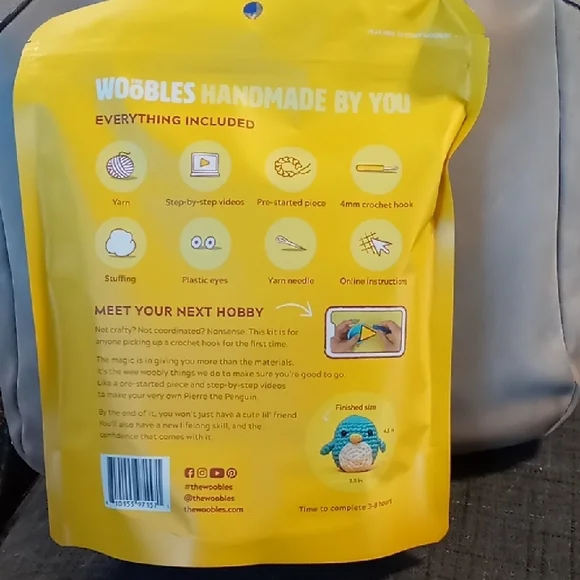 WOOBLES HANDMADE BY YOU
EVERYTHING INCLUDED
Yarn
Step-by-step videos
Pre-started piece
4mm crochet hook
Stuffing
Plastic eyes
Yarn needle
Online instructions
MEET YOUR NEXT HOBBY
Not crafty? Not coordinated? Nonsense. This kit is for
anyone picking up a crochet hook for the first time.
The magic is in giving you more than the materials.
It's the wee woobly things we do to make sure you're good to go.
Like a pre-started piece and step-by-step videos
to make your very own Pierre the Penguin.
By the end of it, you won't just have a cute lil' friend
You'll also have a new lifelong skill, and the
confidence that comes with it.
Finished size
#thewoobles
@thewoobles
thewoobles.com
Time to complete 3-8 hours